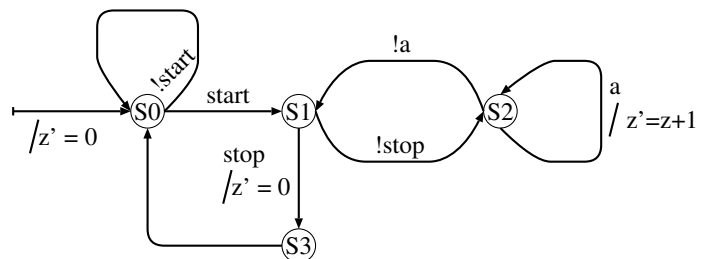 !a
!start
start
a
S0
S1
S2
/z' = 0
/ z'=z+1
!stop
stop
/z' = 0
S3